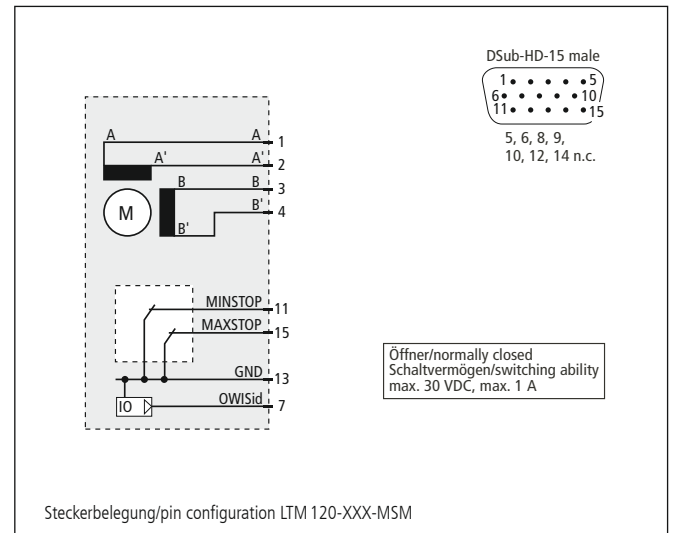 DSub-HD-15 male
1 5
6 10
11 15
5, 6, 8, 9,
10, 12, 14 n.c.
A A 1
A' A' 2
B B 3
M B' 4
B'
MINSTOP 11
MAXSTOP 15
GND 13
IO OWISid 7
Öffner/normally closed
Schaltvermögen/switching ability
max. 30 VDC, max. 1 A
Steckerbelegung/pin configuration LTM 120-XXX-MSM